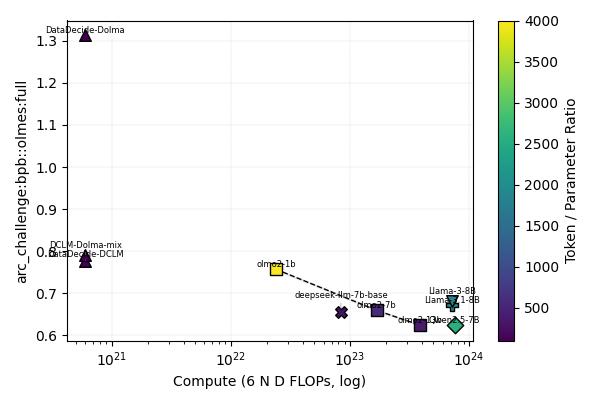 DataDecide-Dolma
DCLM-Dolma-mix
DataDecide-DCLM
olmo2-1b
deepseek-llm-7b-base
olmo2-7b
Llama-3-8B
Llama-3.1-8B
olmo2-13b
Qwen2.5-7B
1.3
1.2
1.1
1.0
0.9
0.8
0.7
0.6
arc_challenge:bpb::olmes:full
10^21
10^22
10^23
10^24
Compute (6 N D FLOPs, log)
4000
3500
3000
2500
2000
1500
1000
500
Token / Parameter Ratio